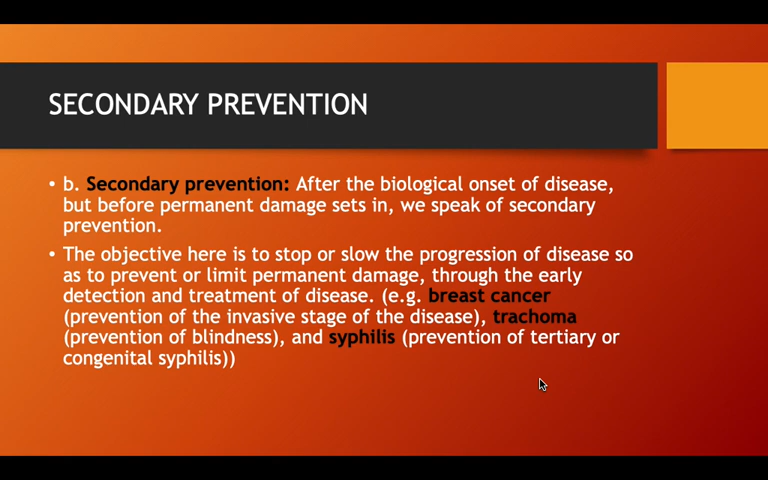 SECONDARY PREVENTION
• b. Secondary prevention: After the biological onset of disease,
but before permanent damage sets in, we speak of secondary
prevention.
• The objective here is to stop or slow the progression of disease so
as to prevent or limit permanent damage, through the early
detection and treatment of disease. (e.g. breast cancer
(prevention of the invasive stage of the disease), trachoma
(prevention of blindness), and syphilis (prevention of tertiary or
congenital syphilis))